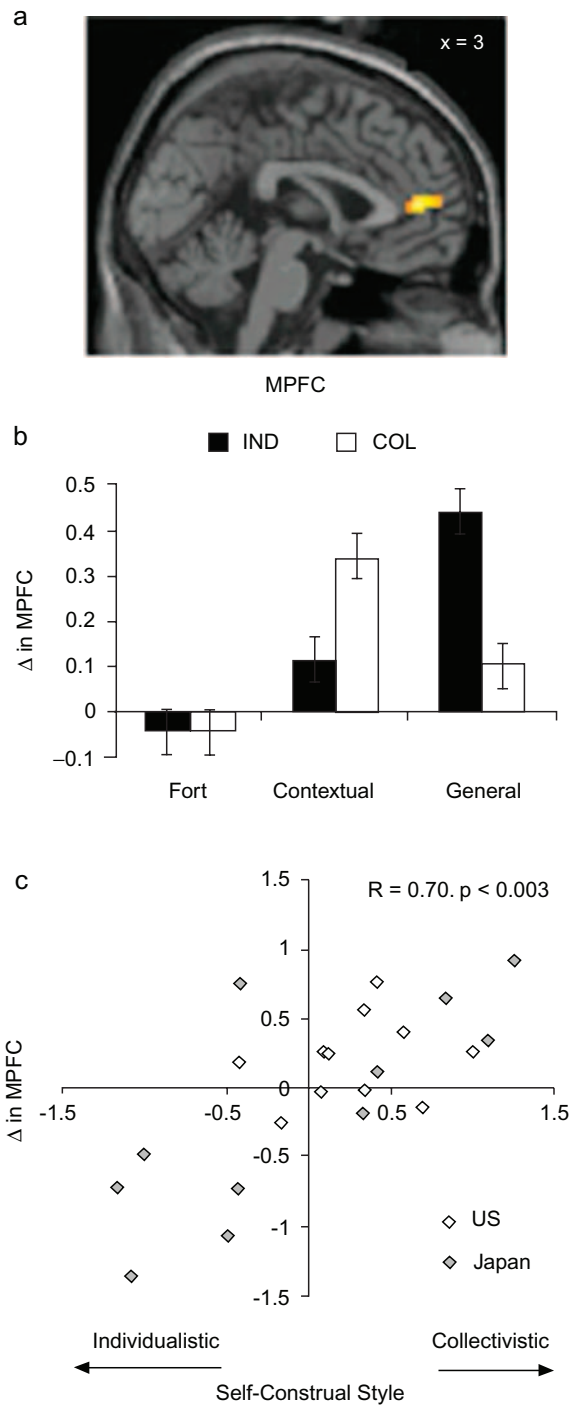 a
x = 3
MPFC
b
IND COL
0.5
0.4
0.3
0.2
0.1
0
–0.1
Δ in MPFC
Fort Contextual General
c
R = 0.70. p < 0.003
1.5
1
0.5
0
-0.5
-1
-1.5
-1.5 -0.5 0.5 1.5
Δ in MPFC
US
Japan
Individualistic Collectivistic
Self-Construal Style